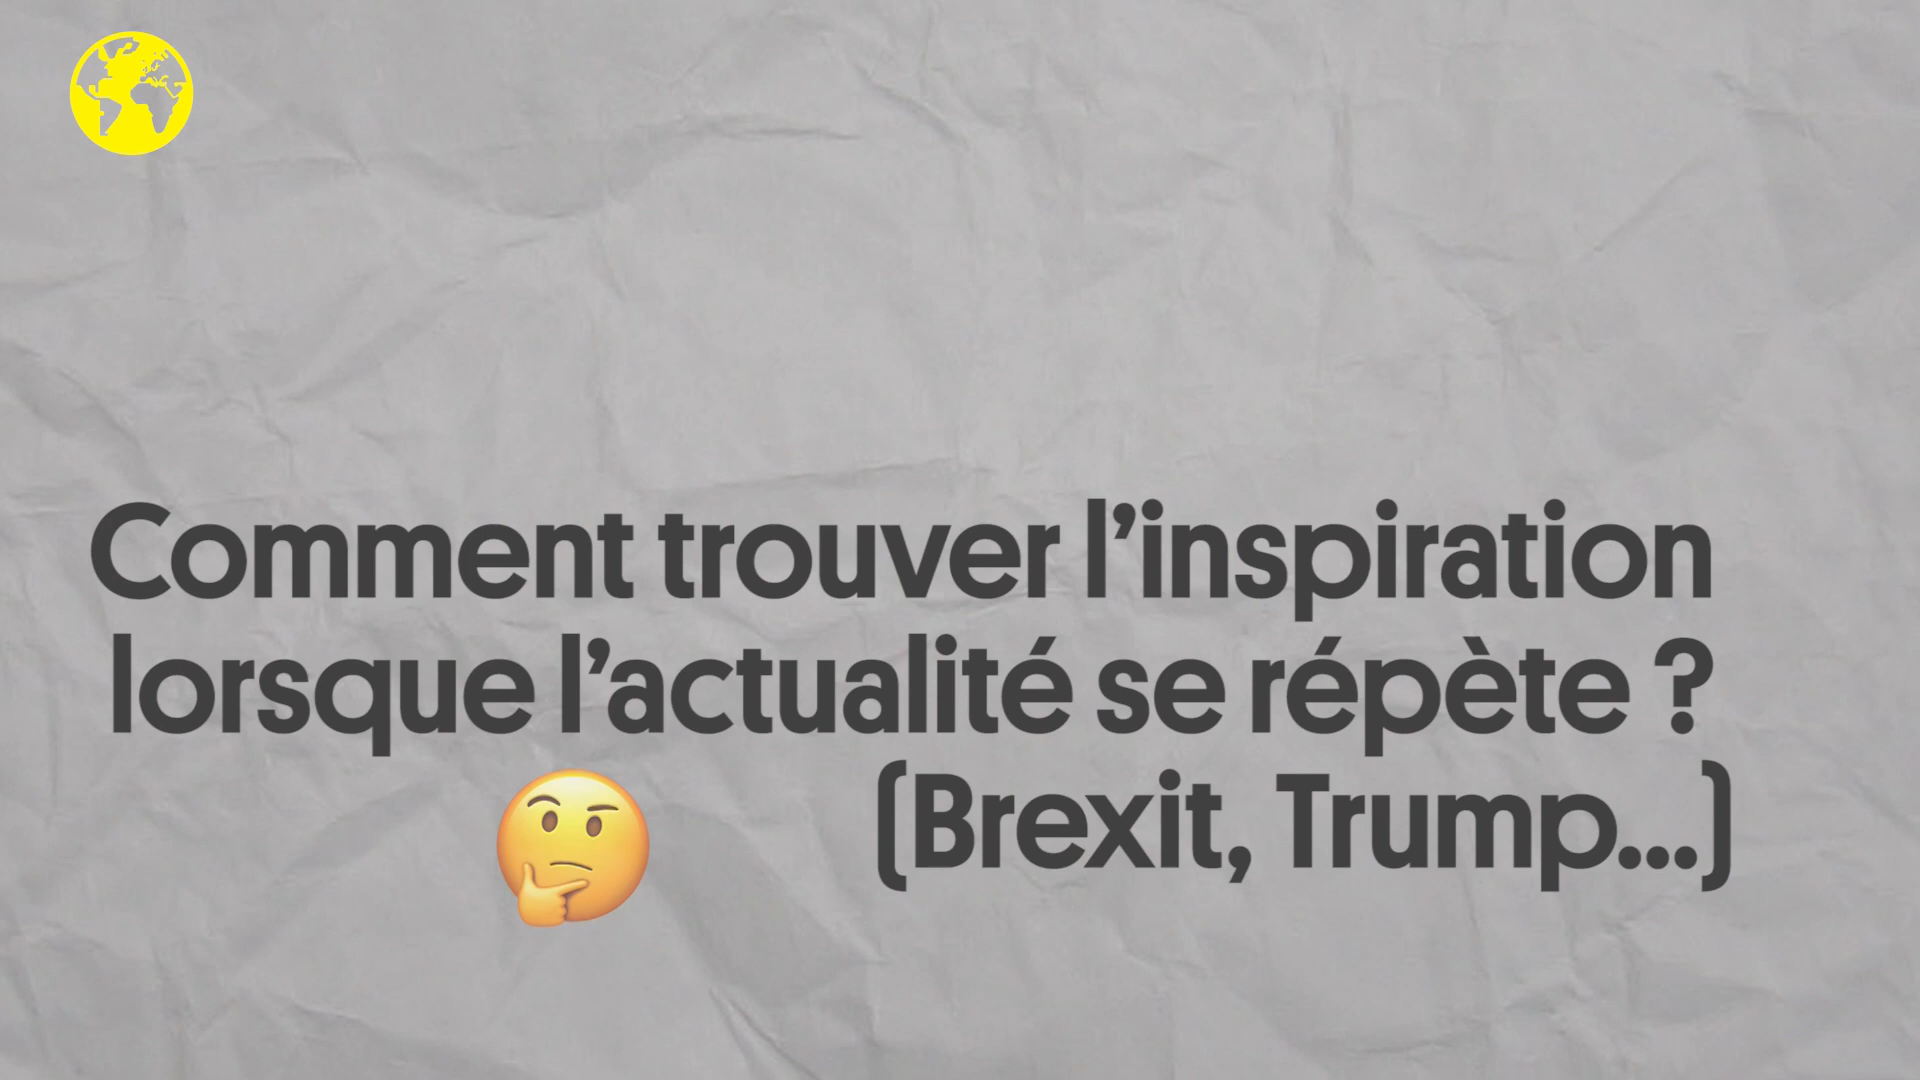 Comment trouver l’inspiration
lorsque l’actualité se répète ?
(Brexit, Trump...)